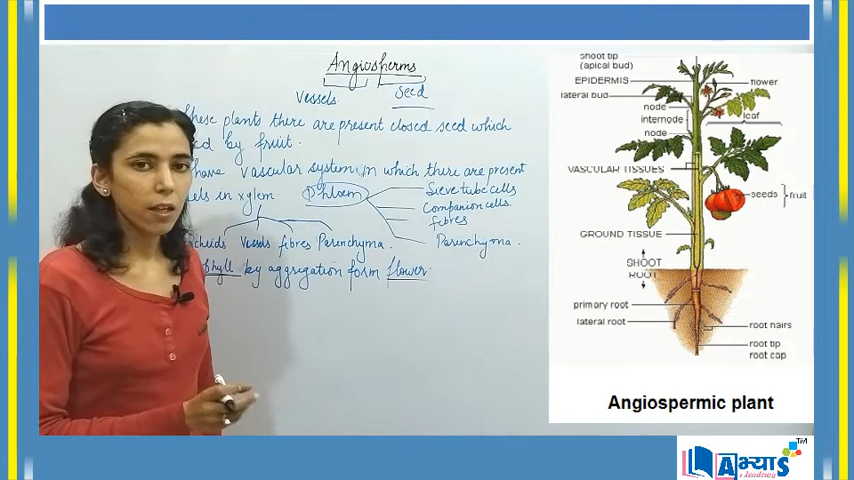 Angiosperms
Vessels. Seed
these plants there are present closed seed which
by fruit.
have vascular system in which there are present
in xylem Phloem Sieve tube cells
Companion cells.
fibres
Vessels fibres Parenchyma. Parenchyma.
by aggregation form flower.
shoot tip
(apical bud)
EPIDERMIS
lateral bud
node
internode
node
flower
leaf
VASCULAR TISSUES
seeds
fruit
GROUND TISSUE
SHOOT
ROOT
primary root
lateral root
root hairs
root tip
root cap
Angiospermic plant
अभ्यास
Academy
TM